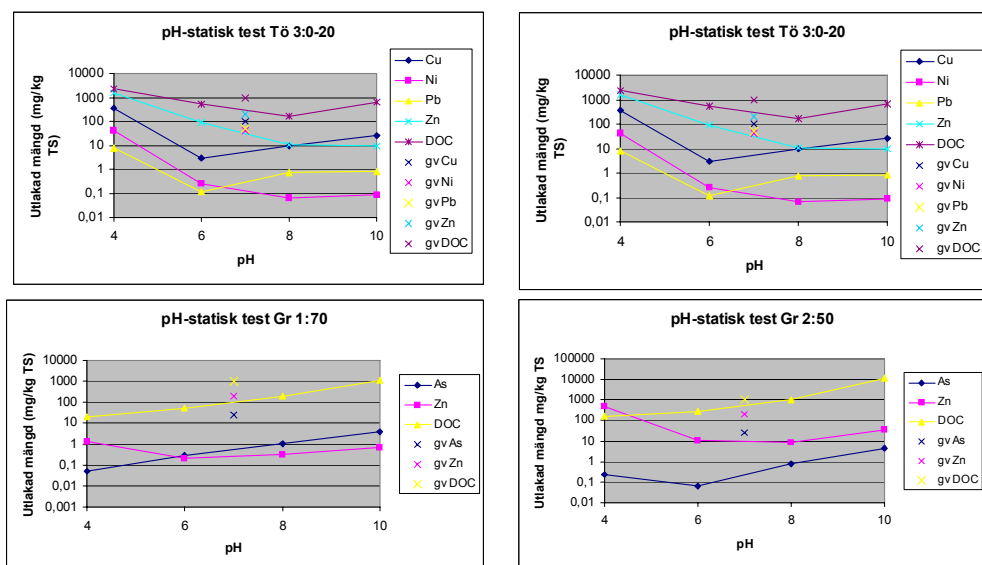 pH-statisk test Tö 3:0-20
Utlakad mängd (mg/kg
TS)
10000
1000
100
10
1
0,1
0,01
4
6
8
10
pH
Cu
Ni
Pb
Zn
DOC
gv Cu
gv Ni
gv Pb
gv Zn
gv DOC
pH-statisk test Tö 3:0-20
Utlakad mängd (mg/kg
TS)
10000
1000
100
10
1
0,1
0,01
4
6
8
10
pH
Cu
Ni
Pb
Zn
DOC
gv Cu
gv Ni
gv Pb
gv Zn
gv DOC
pH-statisk test Gr 1:70
Utlakad mängd (mg/kg TS)
10000
1000
100
10
1
0,1
0,01
0,001
4
6
8
10
pH
As
Zn
DOC
gv As
gv Zn
gv DOC
pH-statisk test Gr 2:50
Utlakad mängd mg/kg TS
100000
10000
1000
100
10
1
0,1
0,01
4
6
8
10
pH
As
Zn
DOC
gv As
gv Zn
gv DOC